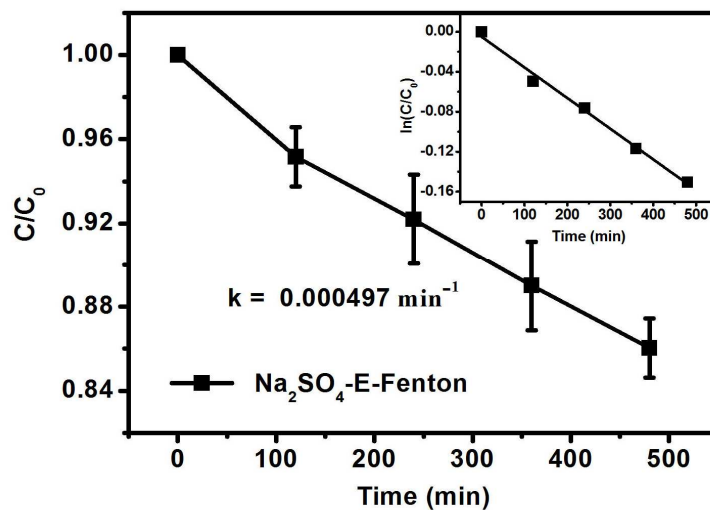 1.00
0.96
0.92
0.88
0.84
C/C₀
0 100 200 300 400 500
Time (min)
k = 0.000497 min⁻¹
Na₂SO₄-E-Fenton
0.00
-0.04
-0.08
-0.12
-0.16
ln(C/C₀)
0 100 200 300 400 500
Time (min)